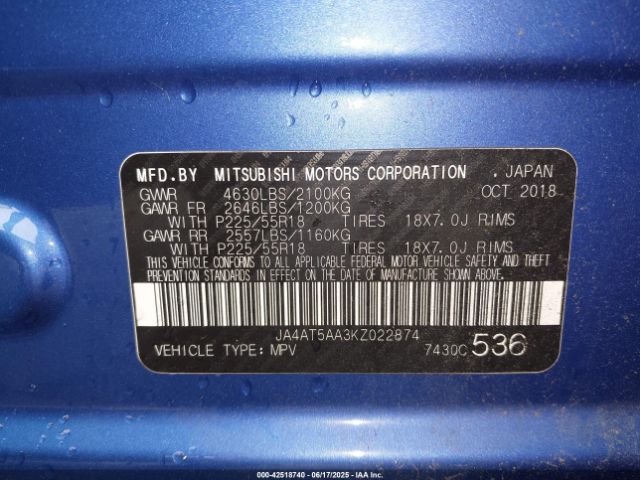 MFD.BY MITSUBISHI MOTORS CORPORATION . JAPAN
GVWR 4630LBS/2100KG OCT 2018
GAWR FR 2646LBS/1200KG
WITH P225/55R18 TIRES 18X7.0J RIMS
GAWR RR 2557LBS/1160KG
WITH P225/55R18 TIRES 18X7.0J RIMS
THIS VEHICLE CONFORMS TO ALL APPLICABLE FEDERAL MOTOR VEHICLE SAFETY AND THEFT
PREVENTION STANDARDS IN EFFECT ON THE DATE OF MANUFACTURE SHOWN ABOVE.
JA4AT5AA3KZ022874
VEHICLE TYPE: MPV 7430C 536
000-42518740 - 06/17/2025 - IAAI.COM